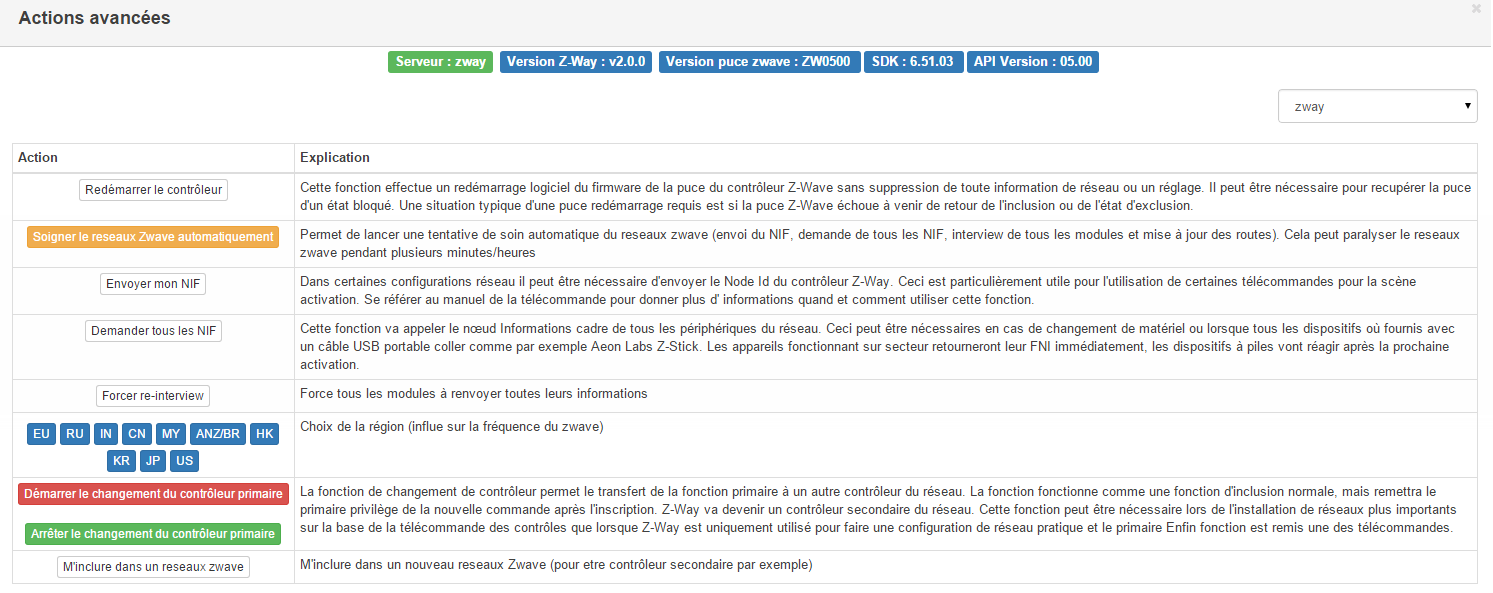 Actions avancées
Serveur : zway Version Z-Way : v2.0.0 Version puce zwave : ZW0500 SDK : 6.51.03 API Version : 05.00
zway
Action Explication
Redémarrer le contrôleur
Cette fonction effectue un redémarrage logiciel du firmware de la puce du contrôleur Z-Wave sans suppression de toute information de réseau ou un réglage. Il peut être nécessaire pour recupérer la puce
d'un état bloqué. Une situation typique d'une puce redémarrage requis est si la puce Z-Wave échoue à venir de retour de l'inclusion ou de l'état d'exclusion.
Soigner le reseaux Zwave automatiquement
Permet de lancer une tentative de soin automatique du reseaux zwave (envoi du NIF, demande de tous les NIF, interview de tous les modules et mise à jour des routes). Cela peut paralyser le reseaux
zwave pendant plusieurs minutes/heures
Envoyer mon NIF
Dans certaines configurations réseau il peut être nécessaire d'envoyer le Node Id du contrôleur Z-Way. Ceci est particulièrement utile pour l'utilisation de certaines télécommandes pour la scène
activation. Se référer au manuel de la télécommande pour donner plus d' informations quand et comment utiliser cette fonction.
Demander tous les NIF
Cette fonction va appeler le nœud Informations cadre de tous les périphériques du réseau. Ceci peut être nécessaires en cas de changement de matériel ou lorsque tous les dispositifs où fournis avec
un câble USB portable coller comme par exemple Aeon Labs Z-Stick. Les appareils fonctionnant sur secteur retourneront leur FNI immédiatement, les dispositifs à piles vont réagir après la prochaine
activation.
Forcer re-interview
Force tous les modules à renvoyer toutes leurs informations
EU RU IN CN MY ANZ/BR HK
KR JP US
Choix de la région (influe sur la fréquence du zwave)
Démarrer le changement du contrôleur primaire
Arrêter le changement du contrôleur primaire
La fonction de changement de contrôleur permet le transfert de la fonction primaire à un autre contrôleur du réseau. La fonction fonctionne comme une fonction d'inclusion normale, mais remettra le
primaire privilège de la nouvelle commande après l'inscription. Z-Way va devenir un contrôleur secondaire du réseau. Cette fonction peut être nécessaire lors de l'installation de réseaux plus importants
sur la base de la télécommande des contrôles que lorsque Z-Way est uniquement utilisé pour faire une configuration de réseau pratique et le primaire Enfin fonction est remis une des télécommandes.
M'inclure dans un reseaux zwave
M'inclure dans un nouveau reseaux Zwave (pour etre contrôleur secondaire par exemple)